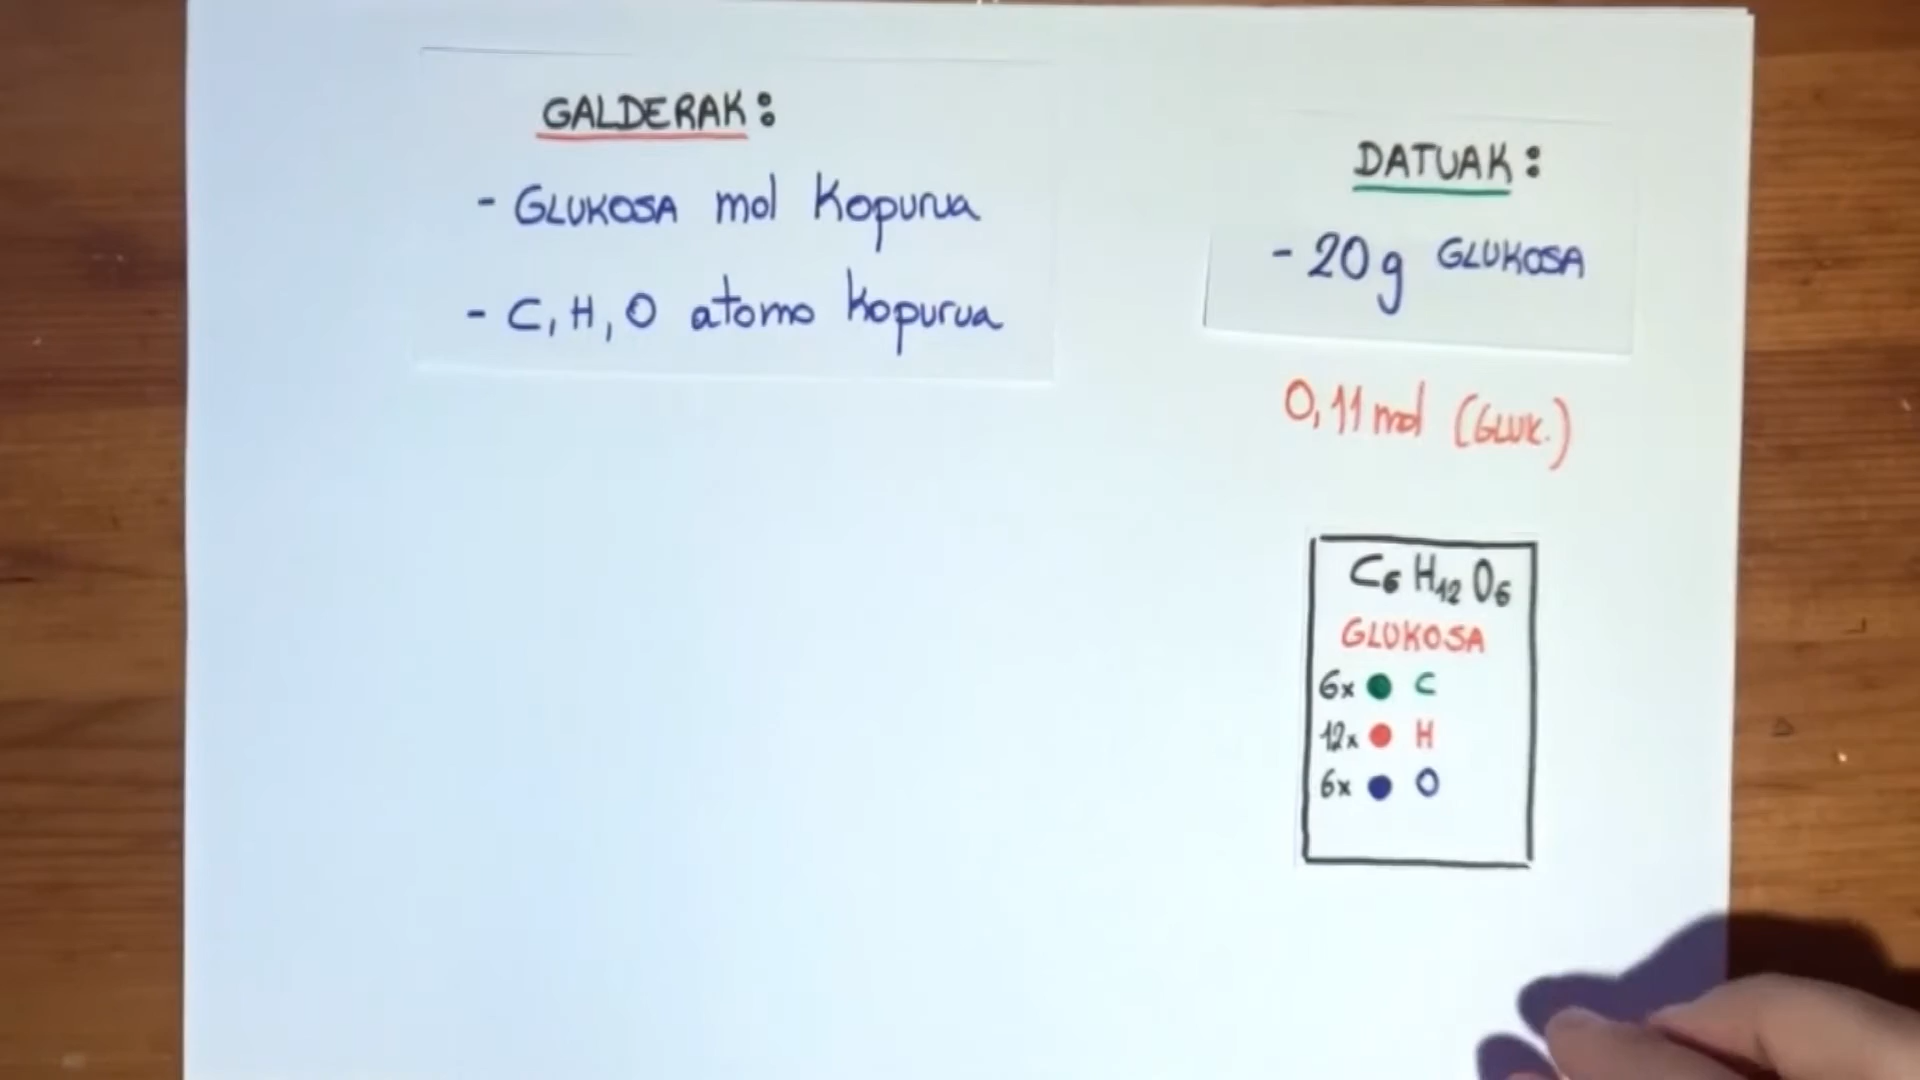 GALDERAK:
- GLUKOSA mol kopurua
- C, H, O atomo kopurua
DATUAK:
- 20g GLUKOSA
0,11 mol (GLUK.)
C6 H12 O6
GLUKOSA
6x C
12x H
6x O